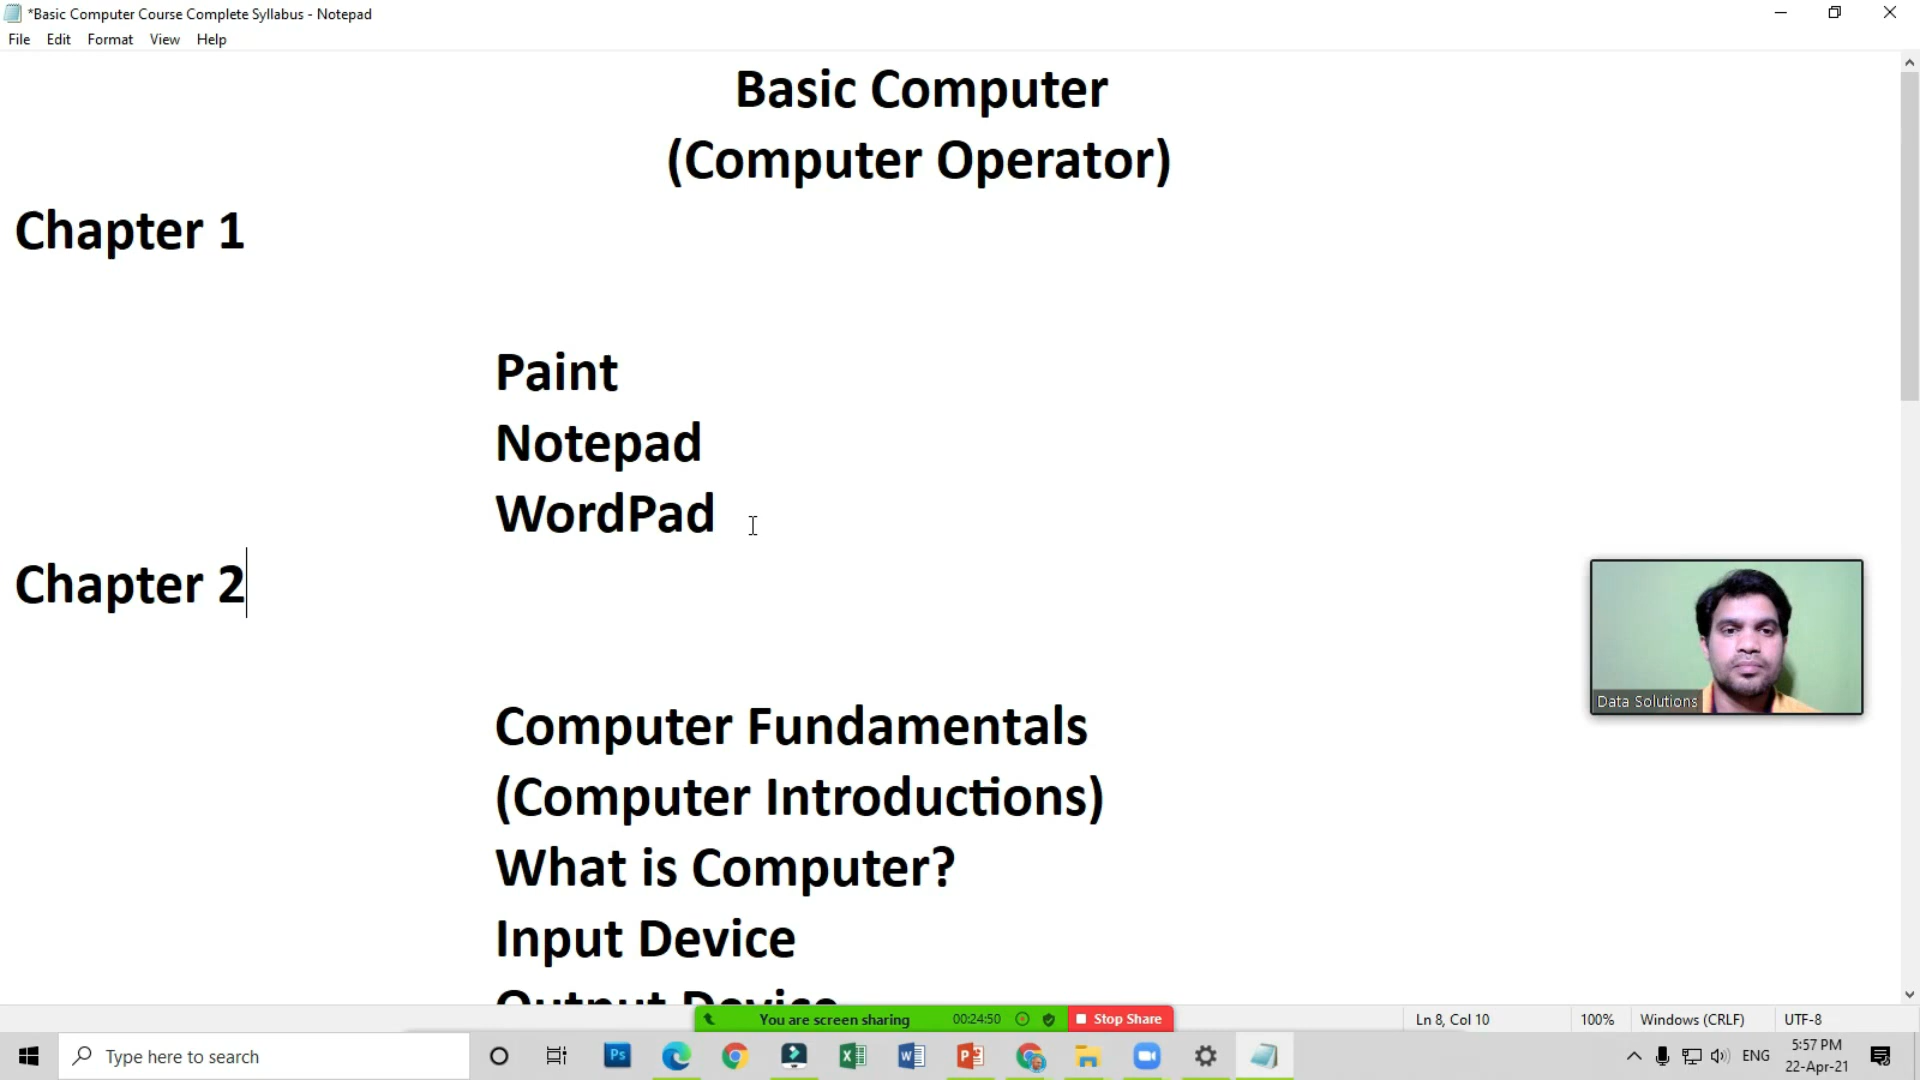 *Basic Computer Course Complete Syllabus - Notepad
File Edit Format View Help
Basic Computer
(Computer Operator)
Chapter 1
Paint
Notepad
WordPad
Chapter 2
Computer Fundamentals
(Computer Introductions)
What is Computer?
Input Device
Output Device
Data Solutions
You are screen sharing 00:24:50 Stop Share
Ln 8, Col 10 100% Windows (CRLF) UTF-8
Type here to search
Ps
ENG
5:57 PM
22-Apr-21